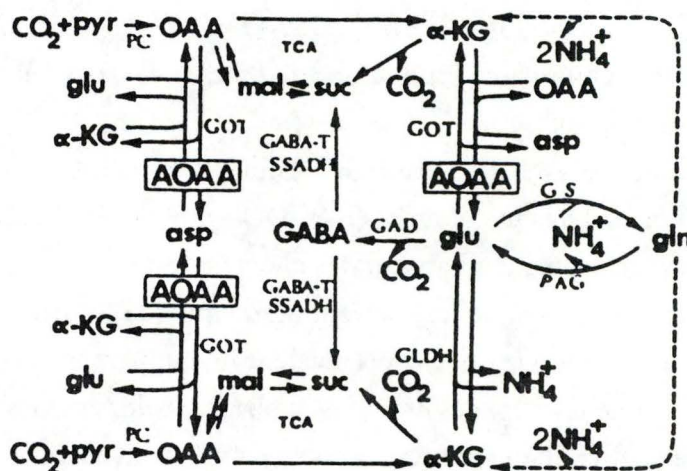 CO₂+pyr PC OAA TCA α-KG 2NH₄⁺
glu mal suc CO₂ OAA
α-KG GOT GABA-T SSADH GOT asp
AOAA AOAA GS
asp GABA GAD glu NH₄⁺ gln
CO₂ PAG
AOAA GABA-T SSADH
α-KG GOT GLDH
glu mal suc CO₂ NH₄⁺
CO₂+pyr PC OAA TCA α-KG 2NH₄⁺